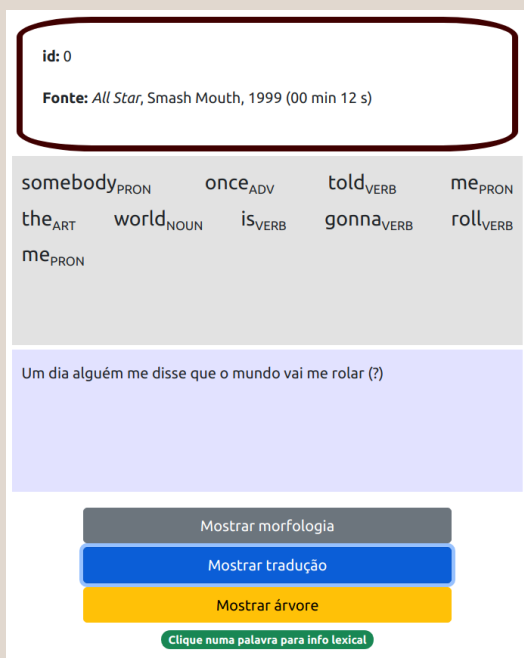 id: 0
Fonte: All Star, Smash Mouth, 1999 (00 min 12 s)
somebodyPRON onceADV toldVERB mePRON
theART worldNOUN isVERB gonnaVERB rollVERB
mePRON
Um dia alguém me disse que o mundo vai me rolar (?)
Mostrar morfologia
Mostrar tradução
Mostrar árvore
Clique numa palavra para info lexical